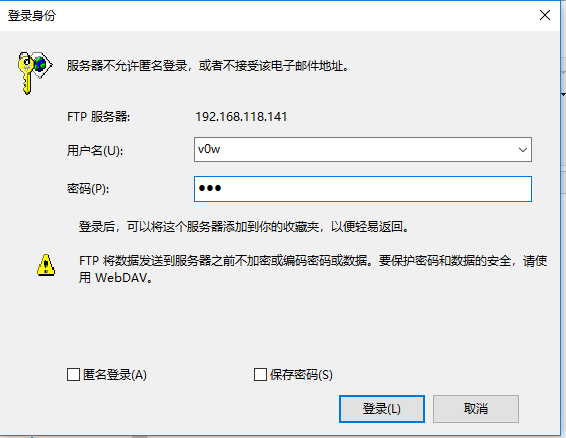 登录身份
服务器不允许匿名登录，或者不接受该电子邮件地址。
FTP 服务器: 192.168.118.141
用户名(U): v0w
密码(P): ●●●
登录后，可以将这个服务器添加到你的收藏夹，以便轻易返回。
FTP 将数据发送到服务器之前不加密或编码密码或数据。要保护密码和数据的安全，请使
用 WebDAV。
匿名登录(A) 保存密码(S)
登录(L) 取消